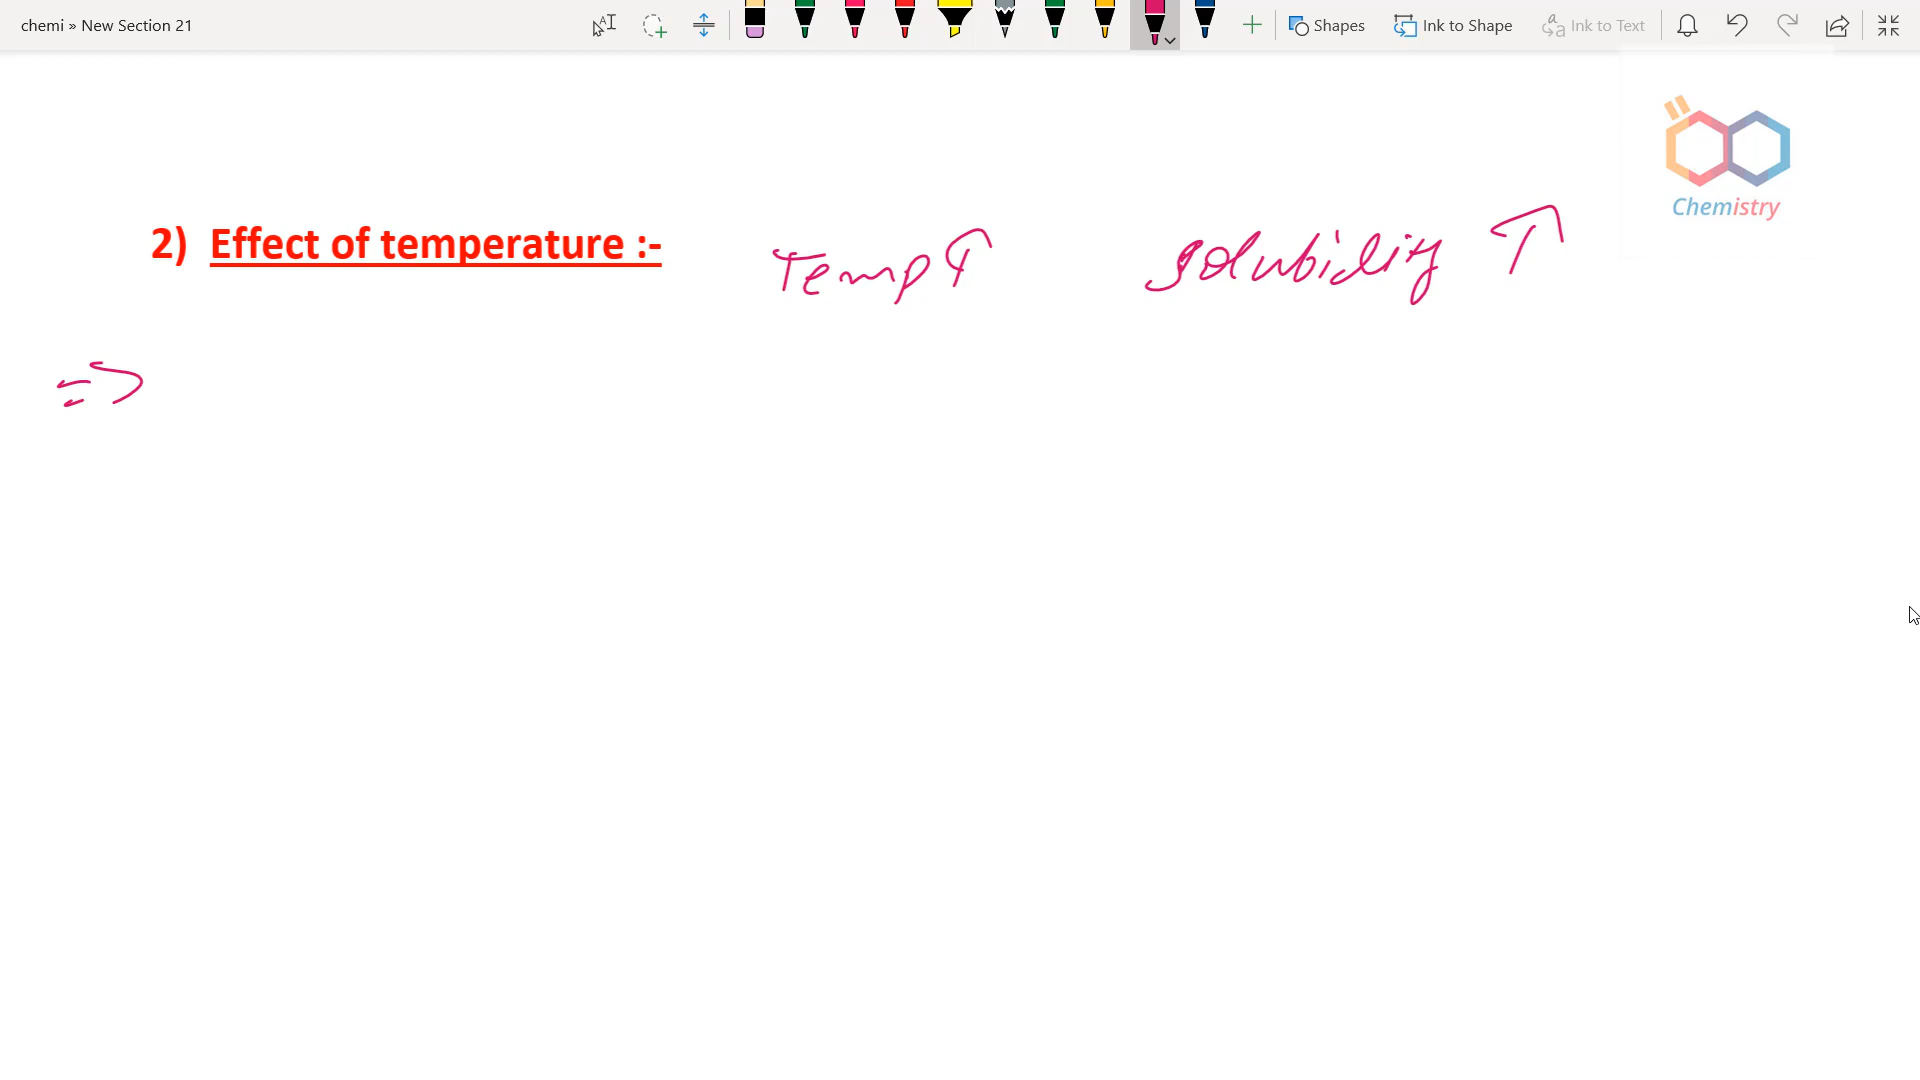 chemi » New Section 21
Shapes
Ink to Shape
Ink to Text
Chemistry
2) Effect of temperature :- Temp↑ solubility ↑
⇒